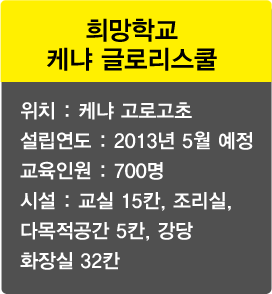 희망학교
케냐 글로리스쿨
위치 : 케냐 고로고초
설립연도 : 2013년 5월 예정
교육인원 : 700명
시설 : 교실 15칸, 조리실,
다목적공간 5칸, 강당
화장실 32칸